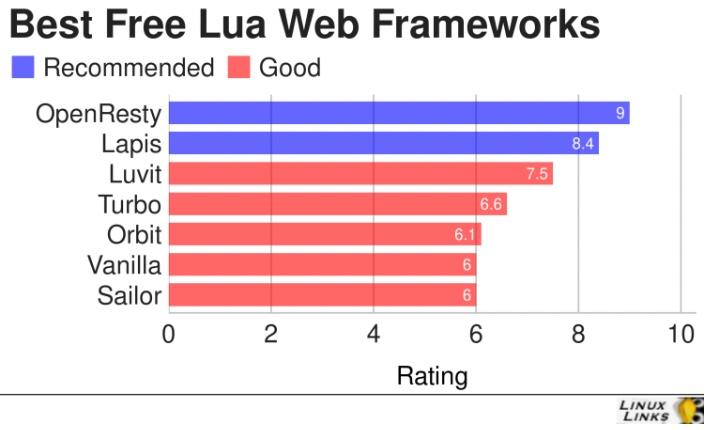 Best Free Lua Web Frameworks
Recommended Good
OpenResty 9
Lapis 8.4
Luvit 7.5
Turbo 6.6
Orbit 6.1
Vanilla 6
Sailor 6
0 2 4 6 8 10
Rating
LINUX
LINKS